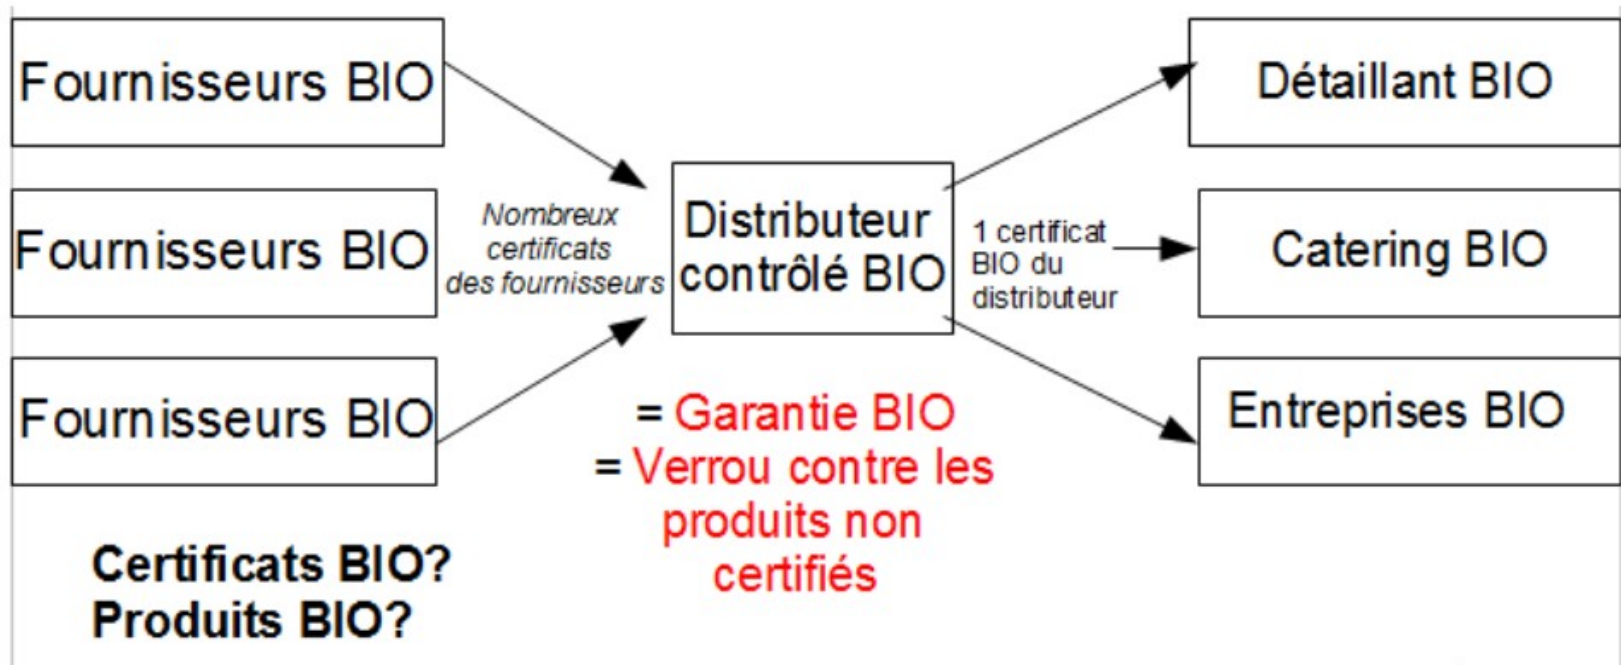 Fournisseurs BIO
Fournisseurs BIO
Fournisseurs BIO
Certificats BIO?
Produits BIO?
Nombreux
certificats
des fournisseurs
Distributeur
contrôlé BIO
= Garantie BIO
= Verrou contre les
produits non
certifiés
1 certificat
BIO du
distributeur
Détaillant BIO
Catering BIO
Entreprises BIO